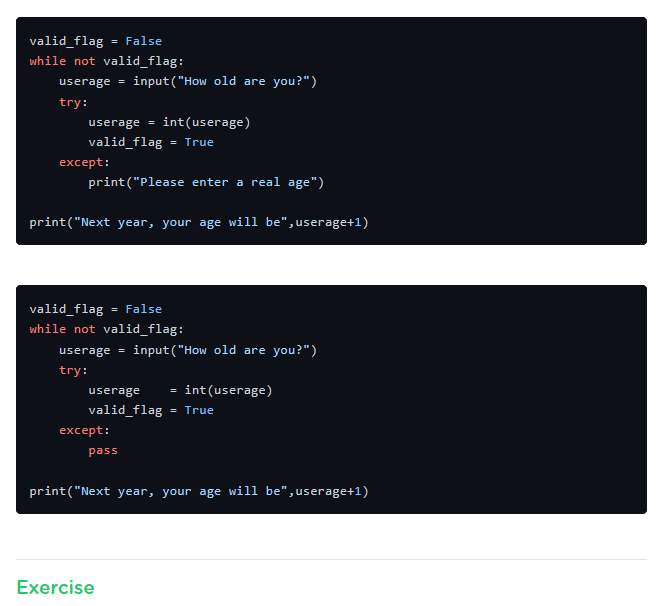 valid_flag = False
while not valid_flag:
    userage = input("How old are you?")
    try:
        userage = int(userage)
        valid_flag = True
    except:
        print("Please enter a real age")
print("Next year, your age will be",userage+1)
valid_flag = False
while not valid_flag:
    userage = input("How old are you?")
    try:
        userage    = int(userage)
        valid_flag = True
    except:
        pass
print("Next year, your age will be",userage+1)
Exercise